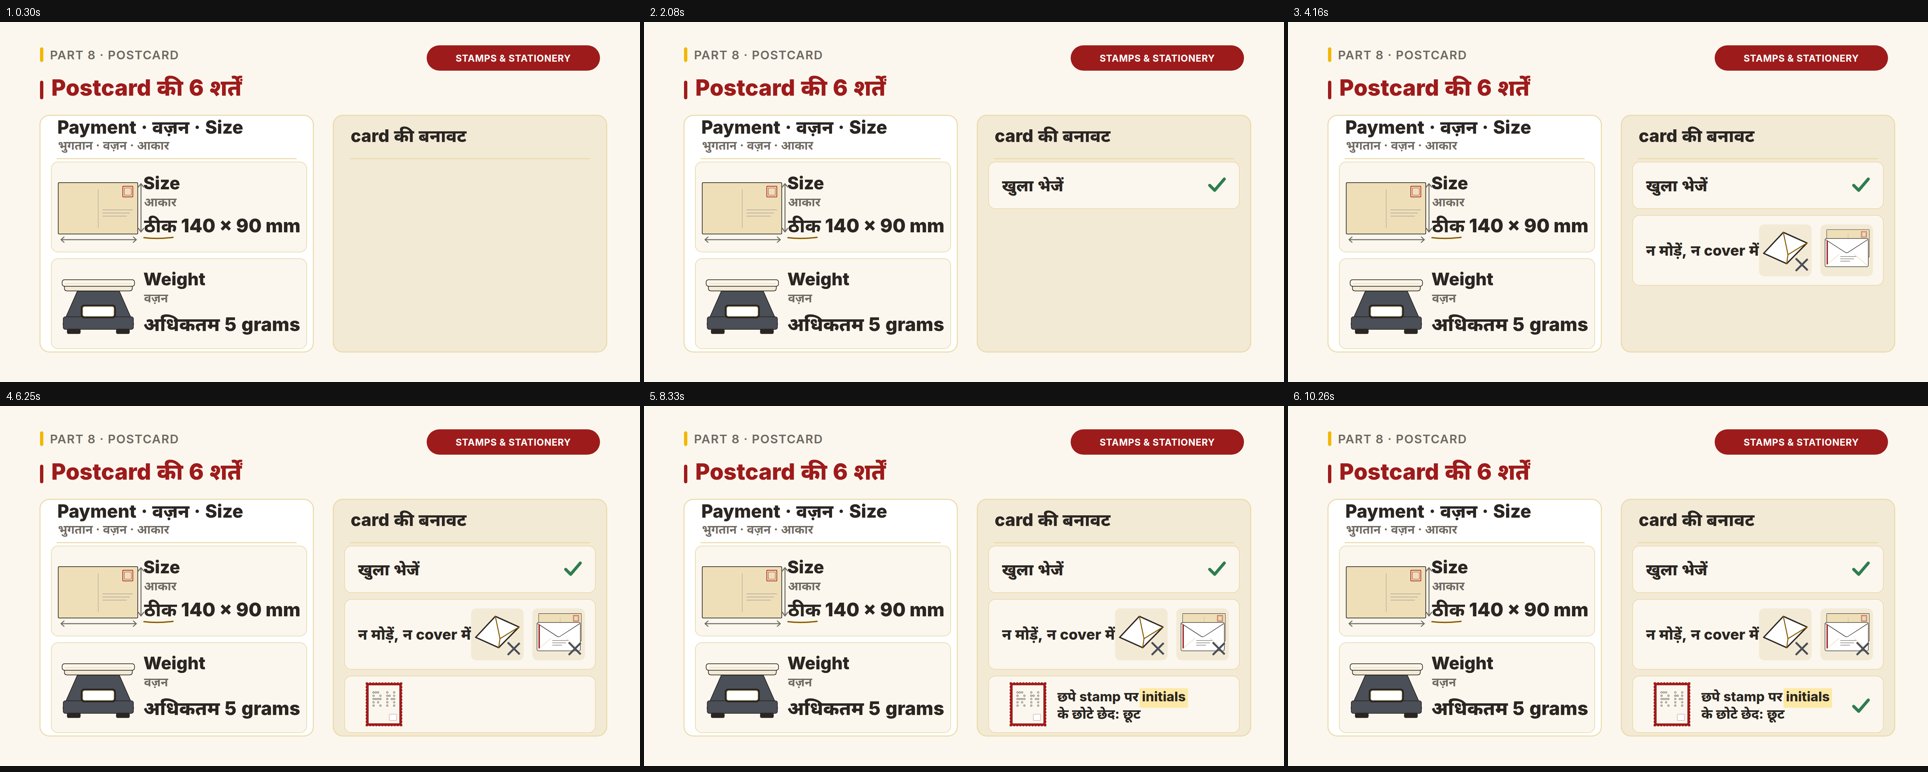 1. 0.30s
PART 8 · POSTCARD
STAMPS & STATIONERY
Postcard की 6 शर्तें
Payment · वज़न · Size
भुगतान · वज़न · आकार
Size
आकार
ठीक 140 × 90 mm
Weight
वज़न
अधिकतम 5 grams
card की बनावट
2. 2.08s
PART 8 · POSTCARD
STAMPS & STATIONERY
Postcard की 6 शर्तें
Payment · वज़न · Size
भुगतान · वज़न · आकार
Size
आकार
ठीक 140 × 90 mm
Weight
वज़न
अधिकतम 5 grams
card की बनावट
खुला भेजें
3. 4.16s
PART 8 · POSTCARD
STAMPS & STATIONERY
Postcard की 6 शर्तें
Payment · वज़न · Size
भुगतान · वज़न · आकार
Size
आकार
ठीक 140 × 90 mm
Weight
वज़न
अधिकतम 5 grams
card की बनावट
खुला भेजें
न मोड़ें, न cover में
4. 6.25s
PART 8 · POSTCARD
STAMPS & STATIONERY
Postcard की 6 शर्तें
Payment · वज़न · Size
भुगतान · वज़न · आकार
Size
आकार
ठीक 140 × 90 mm
Weight
वज़न
अधिकतम 5 grams
card की बनावट
खुला भेजें
न मोड़ें, न cover में
5. 8.33s
PART 8 · POSTCARD
STAMPS & STATIONERY
Postcard की 6 शर्तें
Payment · वज़न · Size
भुगतान · वज़न · आकार
Size
आकार
ठीक 140 × 90 mm
Weight
वज़न
अधिकतम 5 grams
card की बनावट
खुला भेजें
न मोड़ें, न cover में
छपे stamp पर initials
के छोटे छेद: छूट
6. 10.26s
PART 8 · POSTCARD
STAMPS & STATIONERY
Postcard की 6 शर्तें
Payment · वज़न · Size
भुगतान · वज़न · आकार
Size
आकार
ठीक 140 × 90 mm
Weight
वज़न
अधिकतम 5 grams
card की बनावट
खुला भेजें
न मोड़ें, न cover में
छपे stamp पर initials
के छोटे छेद: छूट